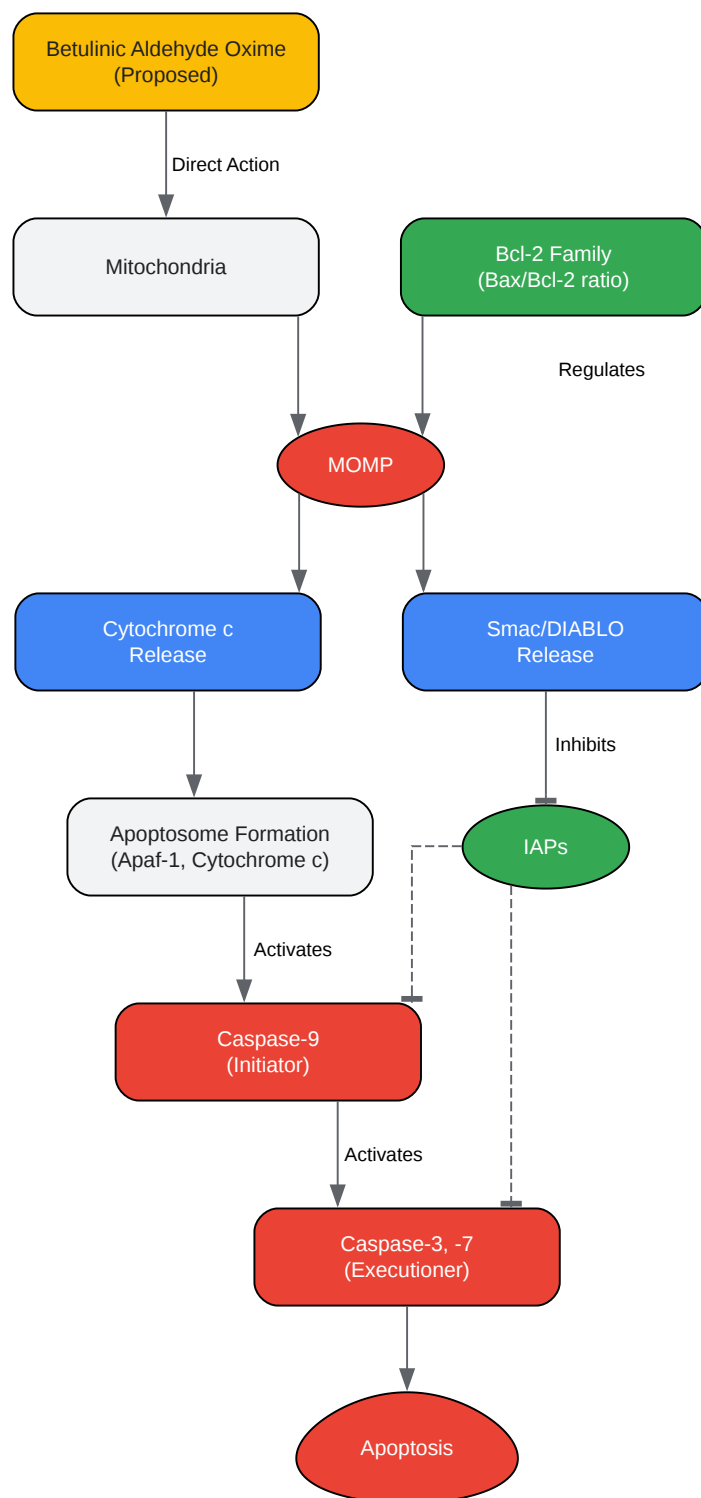 Betulinic Aldehyde Oxime
(Proposed)
Direct Action
Mitochondria
Bcl-2 Family
(Bax/Bcl-2 ratio)
Regulates
MOMP
Cytochrome c
Release
Smac/DIABLO
Release
Inhibits
Apoptosome Formation
(Apaf-1, Cytochrome c)
IAPs
Activates
Caspase-9
(Initiator)
Activates
Caspase-3, -7
(Executioner)
Apoptosis